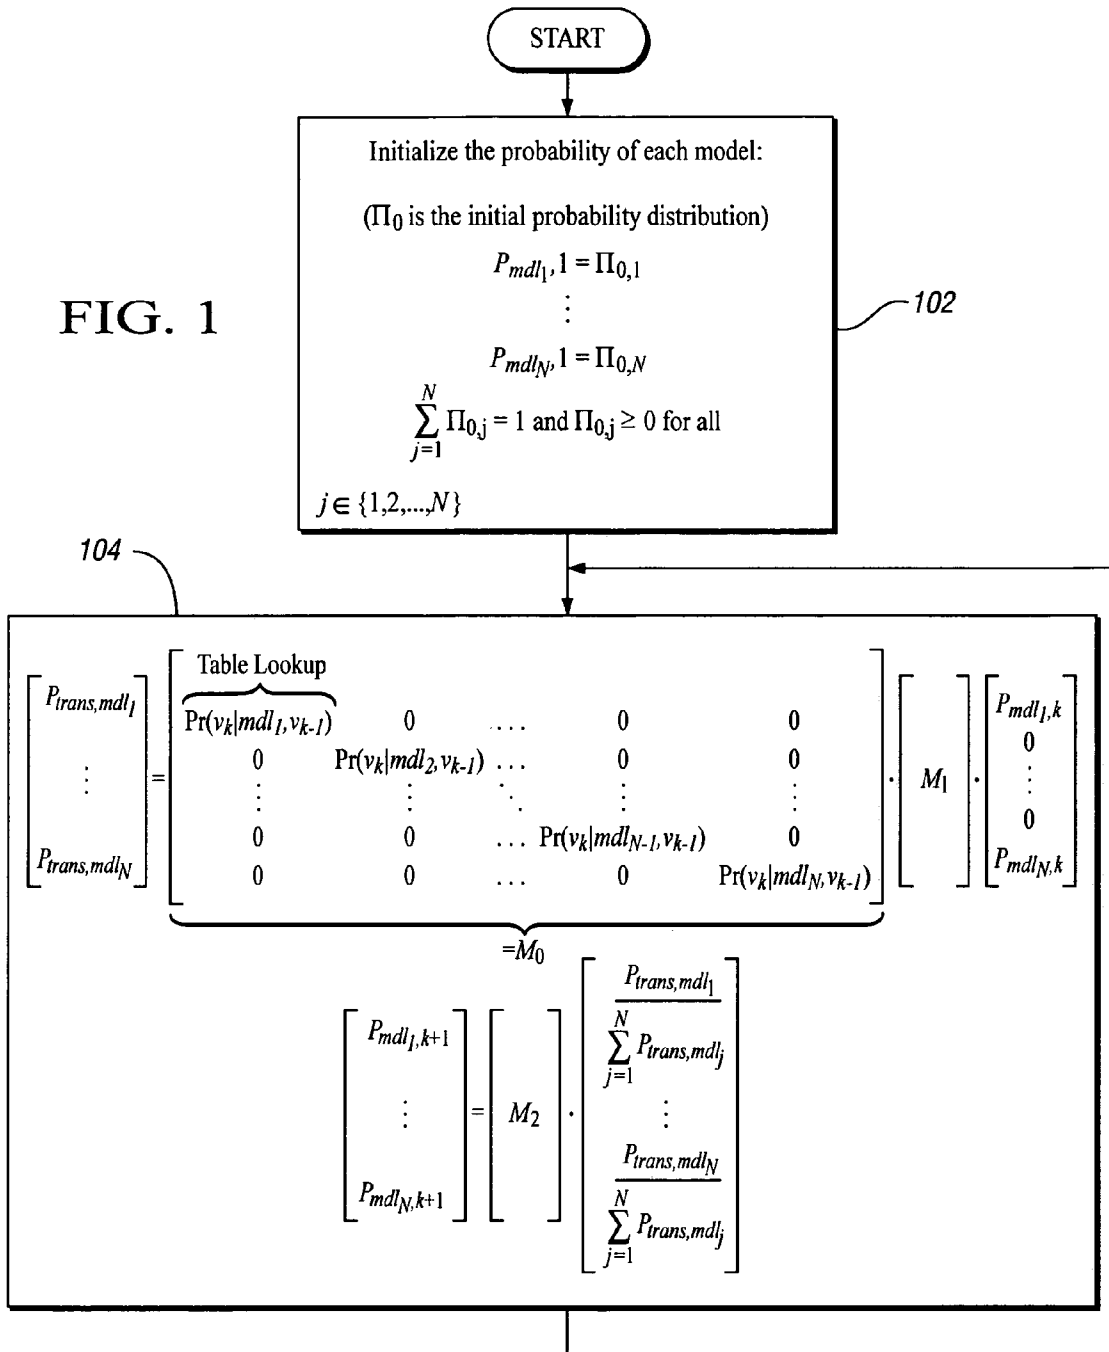 START
Initialize the probability of each model:
(Π0 is the initial probability distribution)
Pmdl1, 1 = Π0,1
⋮
PmdlN, 1 = Π0,N
N
∑ Π0,j = 1 and Π0,j ≥ 0 for all
j=1
j ∈ {1,2,...,N}
102
FIG. 1
104
Table Lookup
Ptrans,mdl1
⋮
Ptrans,mdlN
=
Pr(vk|mdl1,vk-1) 0 ... 0 0
0 Pr(vk|mdl2,vk-1) ... 0 0
⋮ ⋮ ⋱ ⋮ ⋮
0 0 ... Pr(vk|mdlN-1,vk-1) 0
0 0 ... 0 Pr(vk|mdlN,vk-1)
· M1 ·
Pmdl1,k
0
⋮
0
PmdlN,k
=M0
Pmdl1,k+1
⋮
PmdlN,k+1
= M2 ·
Ptrans,mdl1
N
∑ Ptrans,mdlj
j=1
⋮
Ptrans,mdlN
N
∑ Ptrans,mdlj
j=1